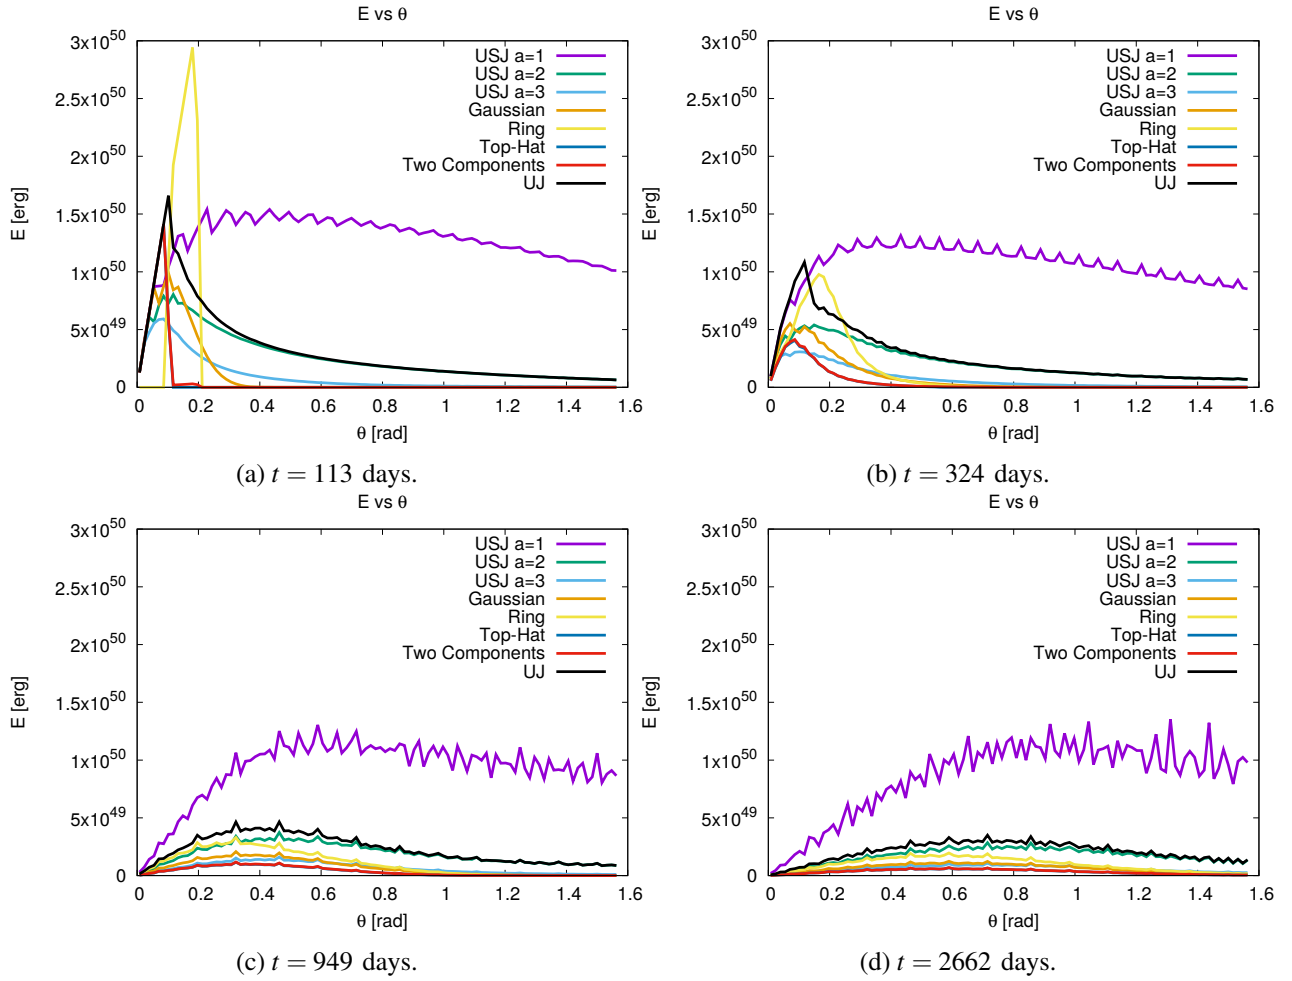 E vs θ
3x10^50
2.5x10^50
2x10^50
1.5x10^50
1x10^50
5x10^49
0
E [erg]
USJ a=1
USJ a=2
USJ a=3
Gaussian
Ring
Top-Hat
Two Components
UJ
0 0.2 0.4 0.6 0.8 1 1.2 1.4 1.6
θ [rad]
(a) t = 113 days.
E vs θ
3x10^50
2.5x10^50
2x10^50
1.5x10^50
1x10^50
5x10^49
0
E [erg]
USJ a=1
USJ a=2
USJ a=3
Gaussian
Ring
Top-Hat
Two Components
UJ
0 0.2 0.4 0.6 0.8 1 1.2 1.4 1.6
θ [rad]
(b) t = 324 days.
E vs θ
3x10^50
2.5x10^50
2x10^50
1.5x10^50
1x10^50
5x10^49
0
E [erg]
USJ a=1
USJ a=2
USJ a=3
Gaussian
Ring
Top-Hat
Two Components
UJ
0 0.2 0.4 0.6 0.8 1 1.2 1.4 1.6
θ [rad]
(c) t = 949 days.
E vs θ
3x10^50
2.5x10^50
2x10^50
1.5x10^50
1x10^50
5x10^49
0
E [erg]
USJ a=1
USJ a=2
USJ a=3
Gaussian
Ring
Top-Hat
Two Components
UJ
0 0.2 0.4 0.6 0.8 1 1.2 1.4 1.6
θ [rad]
(d) t = 2662 days.